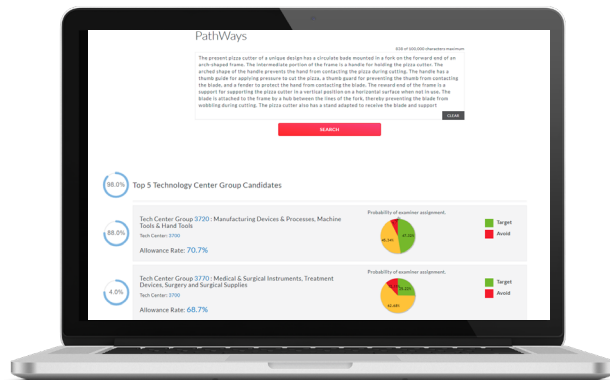 PathWays
830 of 100,000 characters maximum
The present pizza cutter of a unique design has a circulate bade mounted in a fork on the forward end of an
arch-shaped frame. The intermediate portion of the frame is a handle for holding the pizza cutter. The
arched shape of the handle prevents the hand from contacting the pizza during cutting. The handle has a
thumb guide for applying pressure to cut the pizza, a thumb guard for preventing the thumb from contacting
the blade, and a fender to protect the hand from contacting the blade. The reward end of the frame is a
support for supporting the pizza cutter in a vertical position on a horizontal surface when not in use. The
blade is attached to the frame by a hub between the lines of the fork, thereby preventing the blade from
wobbling during cutting. The pizza cutter also has a stand adapted to receive the blade and support
CLEAR
SEARCH
98.0% Top 5 Technology Center Group Candidates
88.0%
Tech Center Group 3720 : Manufacturing Devices & Processes, Machine
Tools & Hand Tools
Tech Center: 3700
Allowance Rate: 70.7%
Probability of examiner assignment.
Target
Avoid
4.0%
Tech Center Group 3770 : Medical & Surgical Instruments, Treatment
Devices, Surgery and Surgical Supplies
Tech Center: 3700
Allowance Rate: 68.7%
Probability of examiner assignment.
Target
Avoid